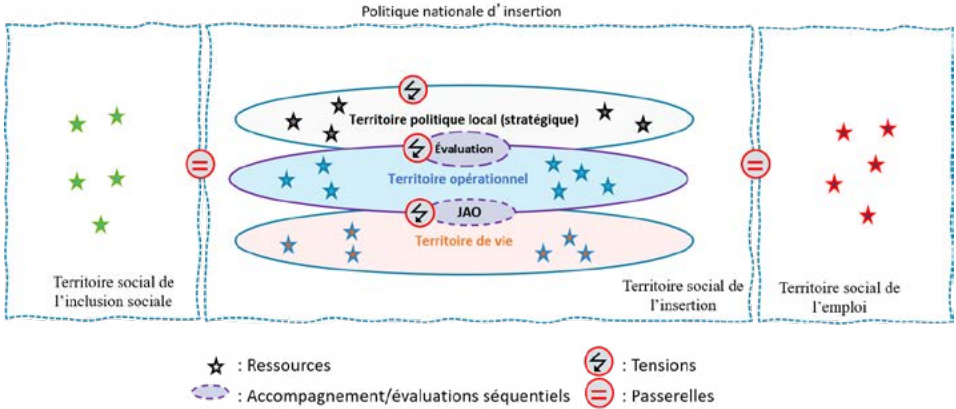 Politique nationale d'insertion
Territoire politique local (stratégique)
Évaluation
Territoire opérationnel
JAO
Territoire de vie
Territoire social de
l'inclusion sociale
Territoire social de
l'insertion
Territoire social de
l'emploi
: Ressources
: Tensions
: Accompagnement/évaluations séquentiels
: Passerelles